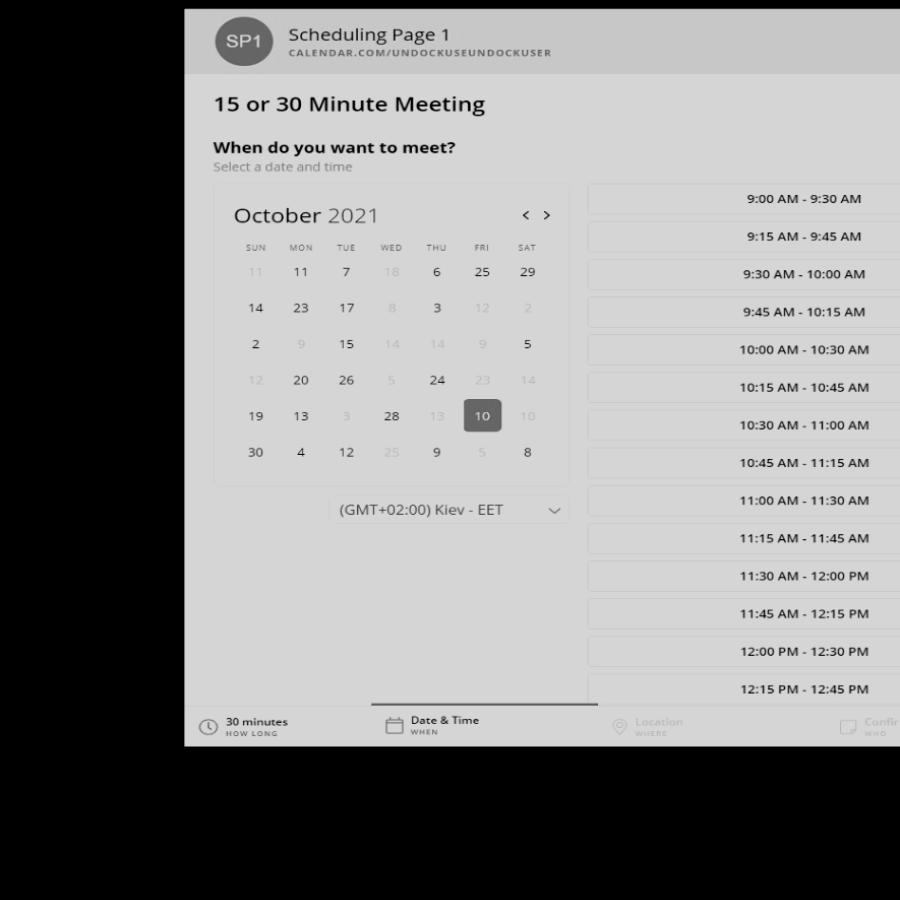 SP1
Scheduling Page 1
CALENDAR.COM/UNDOCKUSEUNDOCKUSER
15 or 30 Minute Meeting
When do you want to meet?
Select a date and time
October 2021 < >
SUN MON TUE WED THU FRI SAT
11 11 7 18 6 25 29
14 23 17 8 3 12 2
2 9 15 14 14 9 5
12 20 26 5 24 23 14
19 13 3 28 13 10 10
30 4 12 25 9 5 8
(GMT+02:00) Kiev - EET
9:00 AM - 9:30 AM
9:15 AM - 9:45 AM
9:30 AM - 10:00 AM
9:45 AM - 10:15 AM
10:00 AM - 10:30 AM
10:15 AM - 10:45 AM
10:30 AM - 11:00 AM
10:45 AM - 11:15 AM
11:00 AM - 11:30 AM
11:15 AM - 11:45 AM
11:30 AM - 12:00 PM
11:45 AM - 12:15 PM
12:00 PM - 12:30 PM
12:15 PM - 12:45 PM
30 minutes
HOW LONG
Date & Time
WHEN
Location
WHERE
Confir
WHO